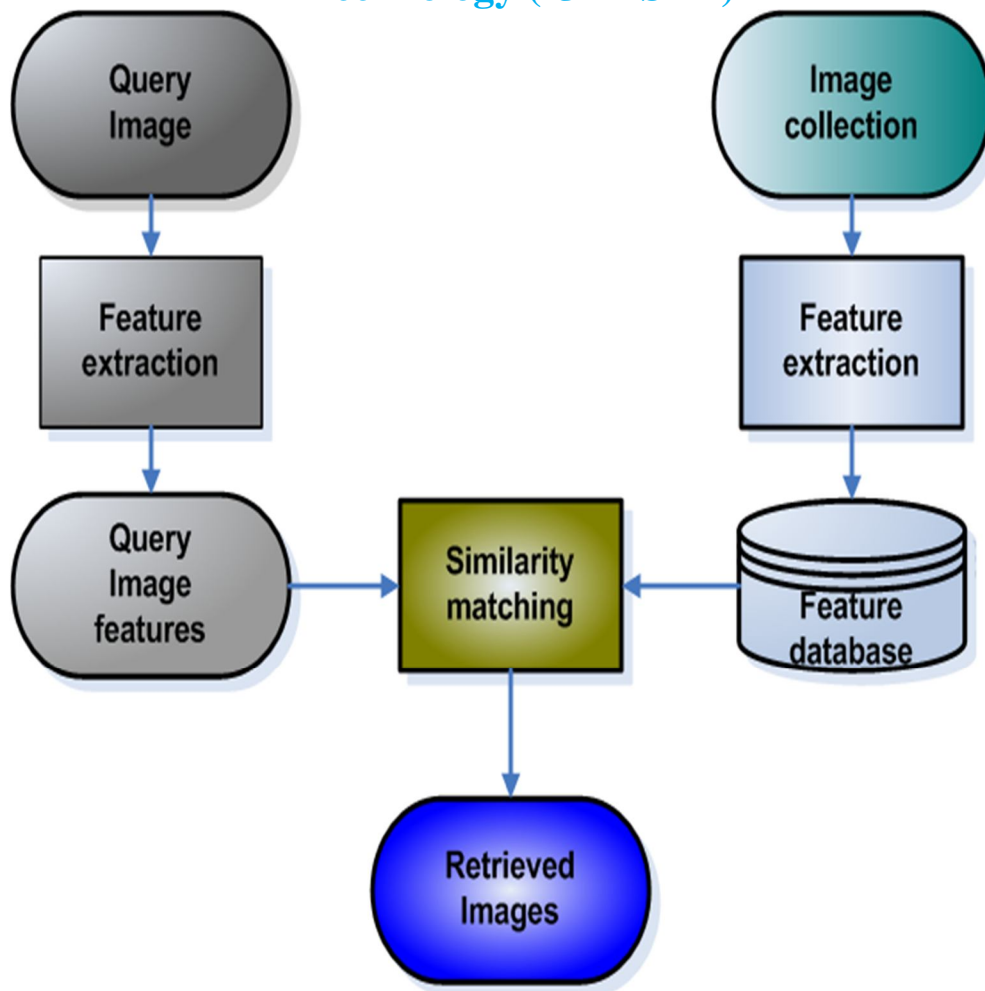 Query
Image
Image
collection
Feature
extraction
Feature
extraction
Query
Image
features
Similarity
matching
Feature
database
Retrieved
Images